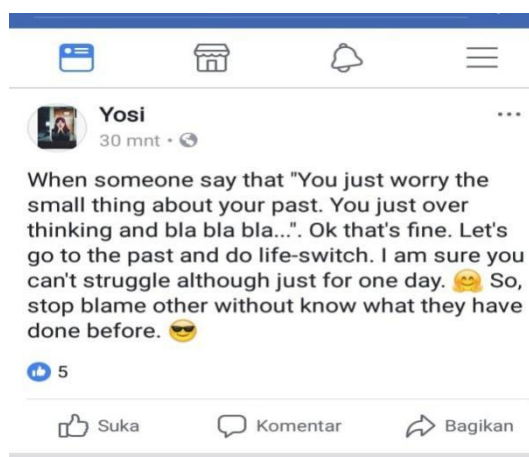 Yosi
30 mnt •
When someone say that "You just worry the
small thing about your past. You just over
thinking and bla bla bla...". Ok that's fine. Let's
go to the past and do life-switch. I am sure you
can't struggle although just for one day. 🤗 So,
stop blame other without know what they have
done before. 😎
5
Suka Komentar Bagikan